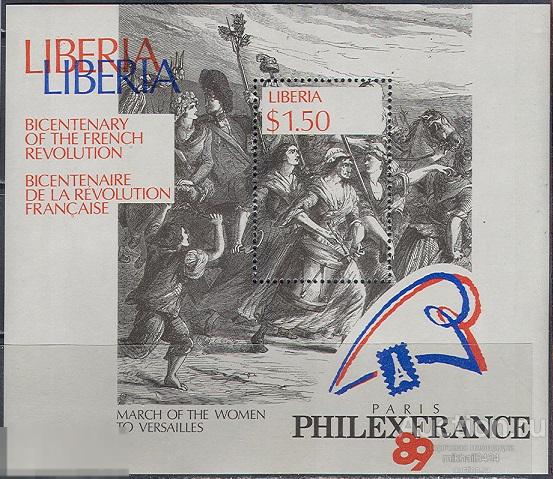 LIBERIA
LIBERIA
BICENTENARY
OF THE FRENCH
REVOLUTION
BICENTENAIRE
DE LA RÉVOLUTION
FRANÇAISE
LIBERIA
$1.50
MARCH OF THE WOMEN
TO VERSAILLES
PARIS
PHILEXFRANCE
89
mikhail3434